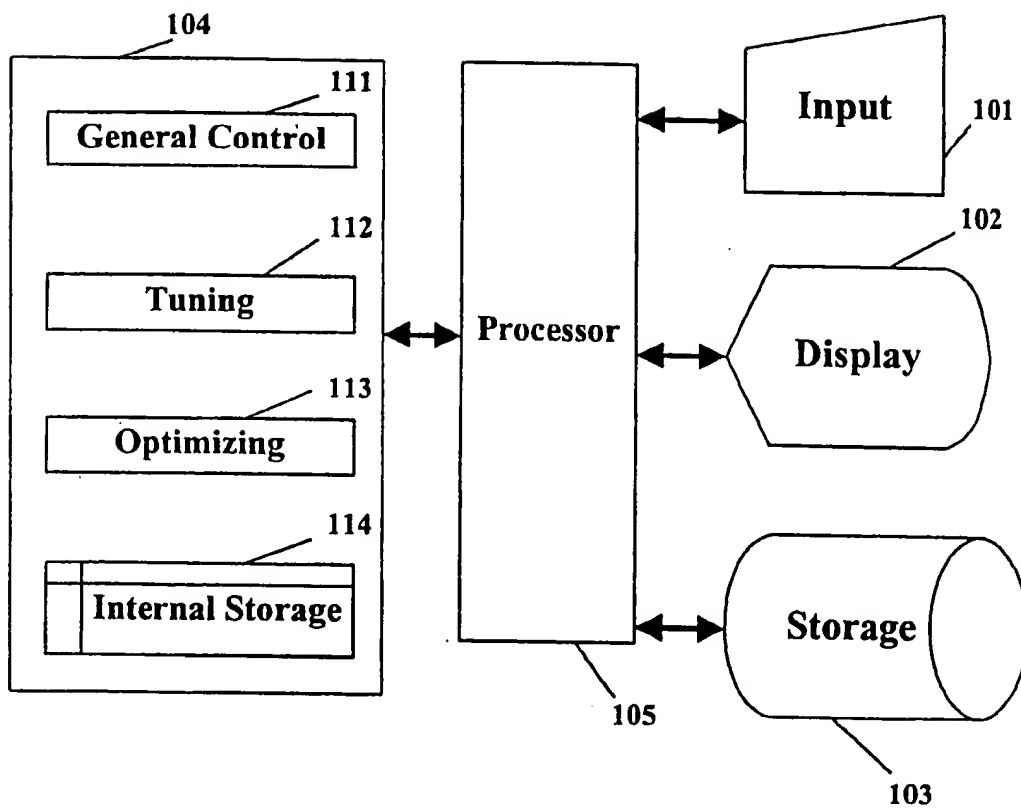 104
111
General Control
112
Tuning
113
Optimizing
114
Internal Storage
Processor
105
Input
101
102
Display
Storage
103